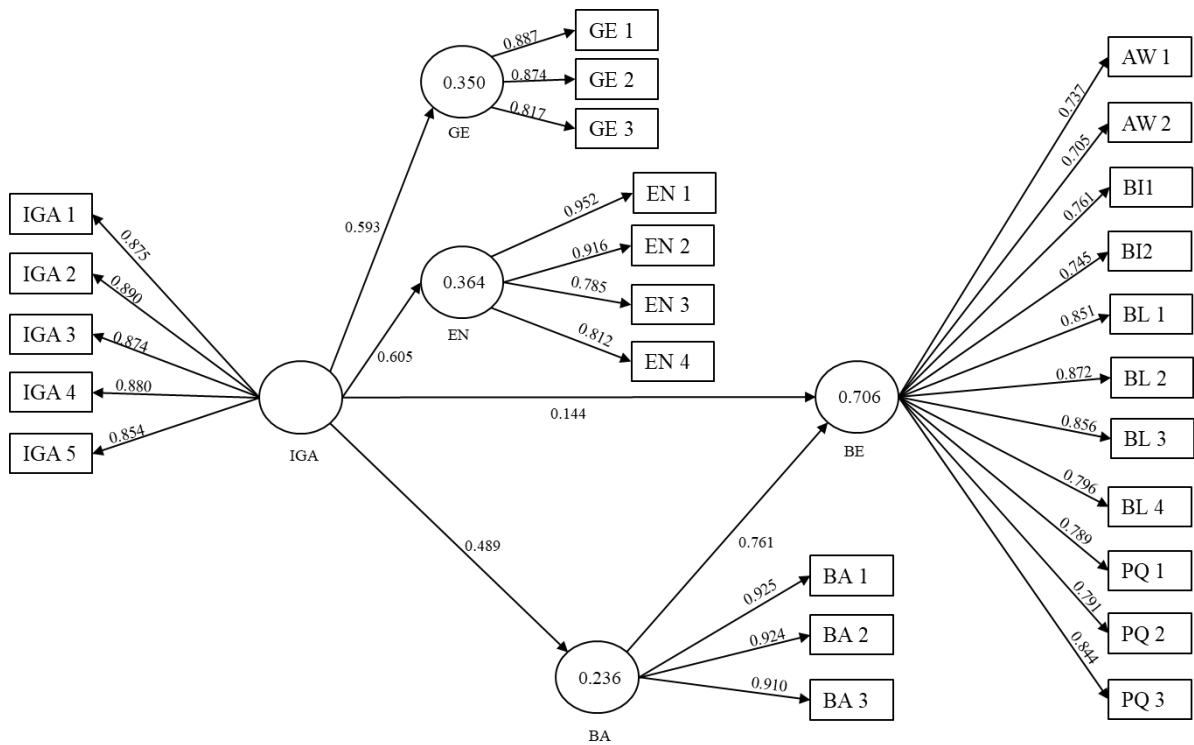 GE 1
GE 2
GE 3
0.887
0.874
0.817
0.350
GE
EN 1
EN 2
EN 3
EN 4
0.952
0.916
0.785
0.812
0.364
EN
0.593
0.605
IGA 1
IGA 2
IGA 3
IGA 4
IGA 5
0.875
0.890
0.874
0.880
0.854
IGA
0.144
0.489
0.706
BE
0.761
0.236
BA
BA 1
BA 2
BA 3
0.925
0.924
0.910
AW 1
AW 2
BI1
BI2
BL 1
BL 2
BL 3
BL 4
PQ 1
PQ 2
PQ 3
0.737
0.705
0.761
0.745
0.851
0.872
0.856
0.796
0.789
0.791
0.844